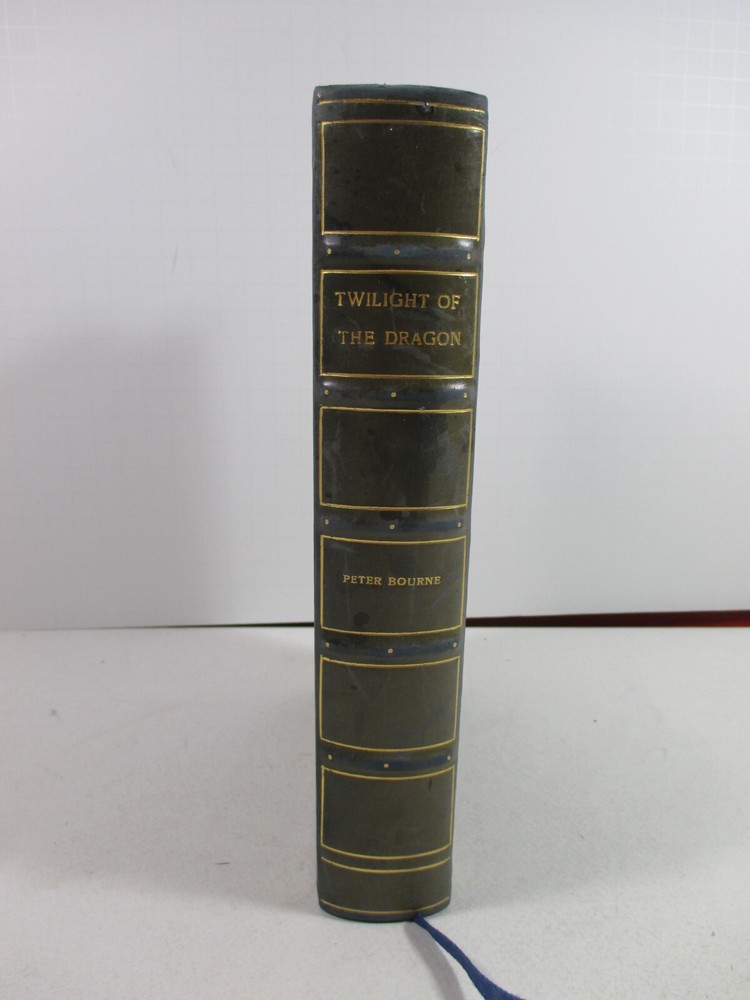 TWILIGHT OF
THE DRAGON
PETER BOURNE